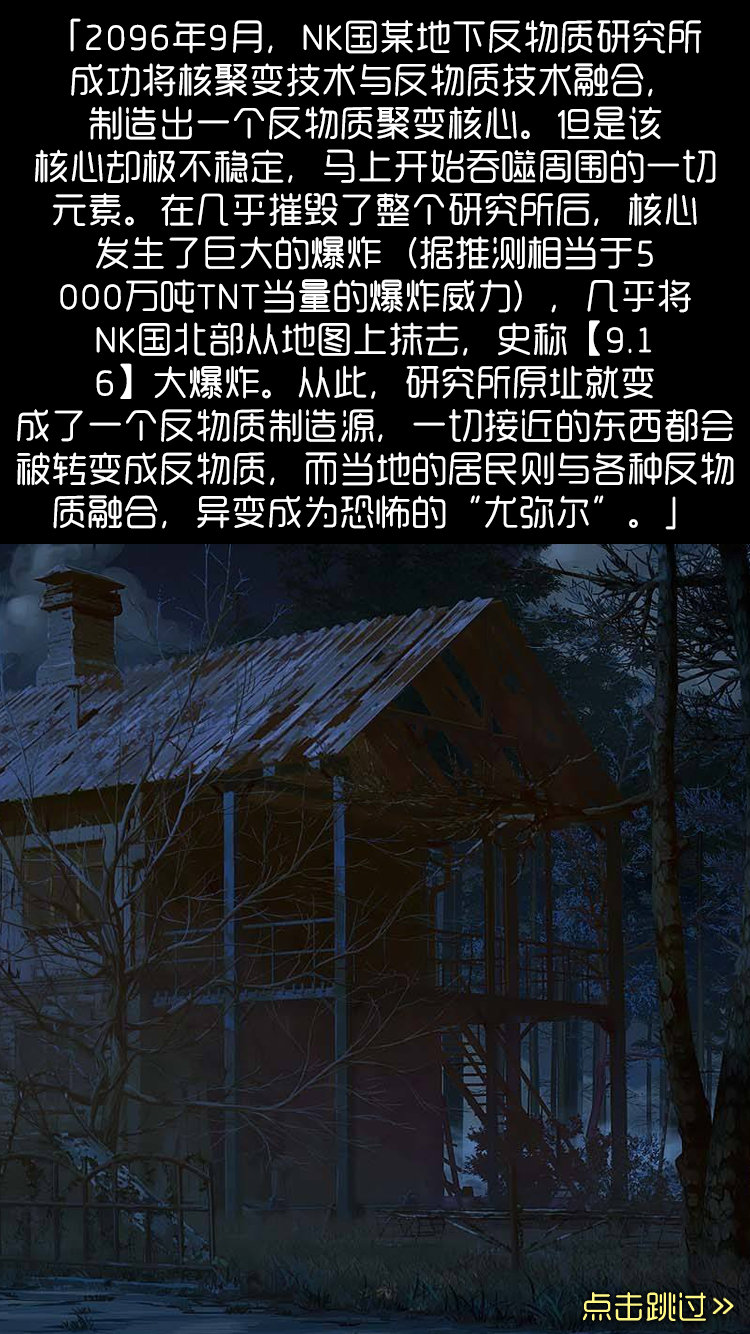 「2096年9月，NK国某地下反物质研究所
成功将核聚变技术与反物质技术融合，
制造出一个反物质聚变核心。但是该
核心却极不稳定，马上开始吞噬周围的一切
元素。在几乎摧毁了整个研究所后，核心
发生了巨大的爆炸（据推测相当于5
000万吨TNT当量的爆炸威力），几乎将
NK国北部从地图上抹去，史称【9.1
6】大爆炸。从此，研究所原址就变
成了一个反物质制造源，一切接近的东西都会
被转变成反物质，而当地的居民则与各种反物
质融合，异变成为恐怖的“尤弥尔”。」
点击跳过»